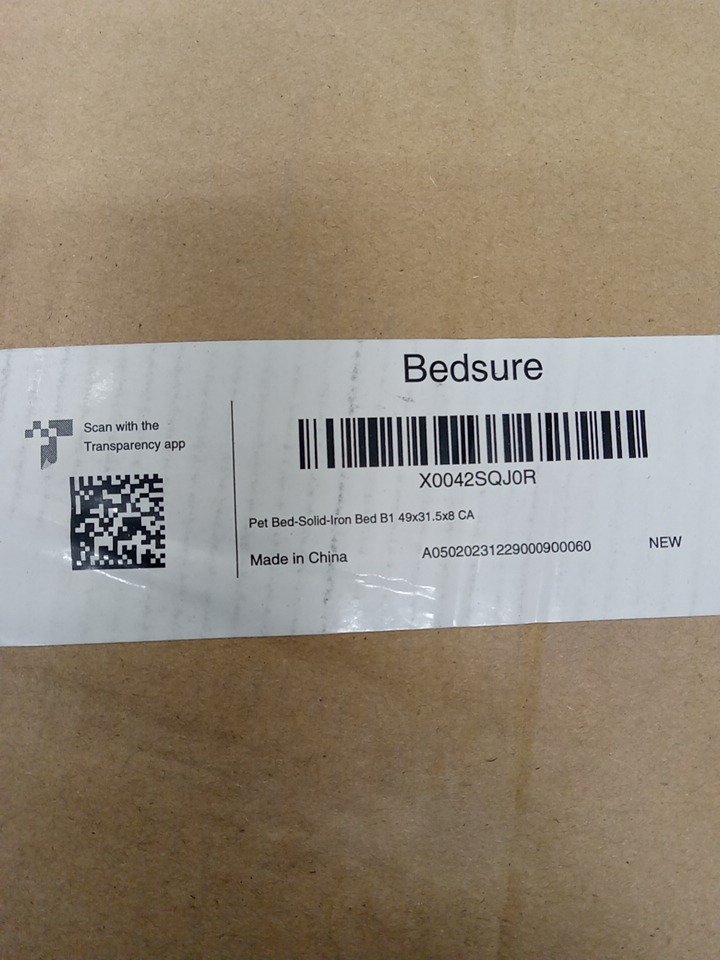 Bedsure
Scan with the
Transparency app
X0042SQJ0R
Pet Bed-Solid-Iron Bed B1 49x31.5x8 CA
Made in China
A05020231229000900060
NEW